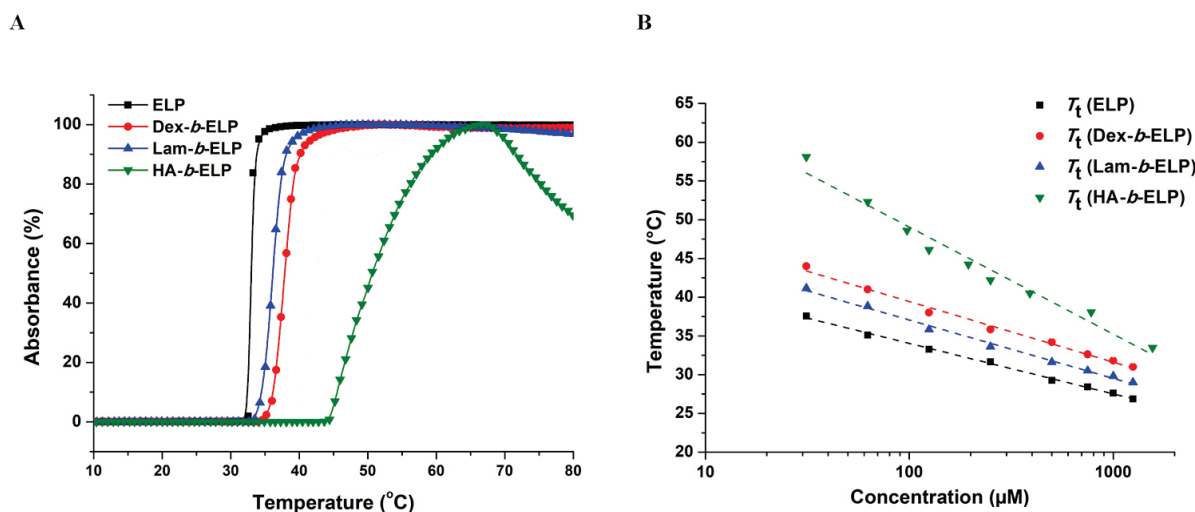 A
ELP
Dex-b-ELP
Lam-b-ELP
HA-b-ELP
100
80
60
40
20
0
Absorbance (%)
10 20 30 40 50 60 70 80
Temperature (°C)
B
Tt (ELP)
Tt (Dex-b-ELP)
Tt (Lam-b-ELP)
Tt (HA-b-ELP)
65
60
55
50
45
40
35
30
25
20
Temperature (°C)
10 100 1000
Concentration (µM)